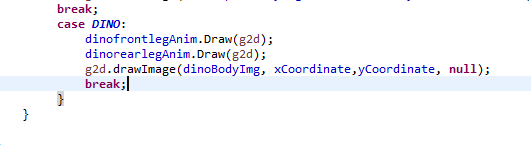 break;
case DINO:
dinofrontlegAnim.Draw(g2d);
dinorearlegAnim.Draw(g2d);
g2d.drawImage(dinoBodyImg, xCoordinate,yCoordinate, null);
break;
}
}